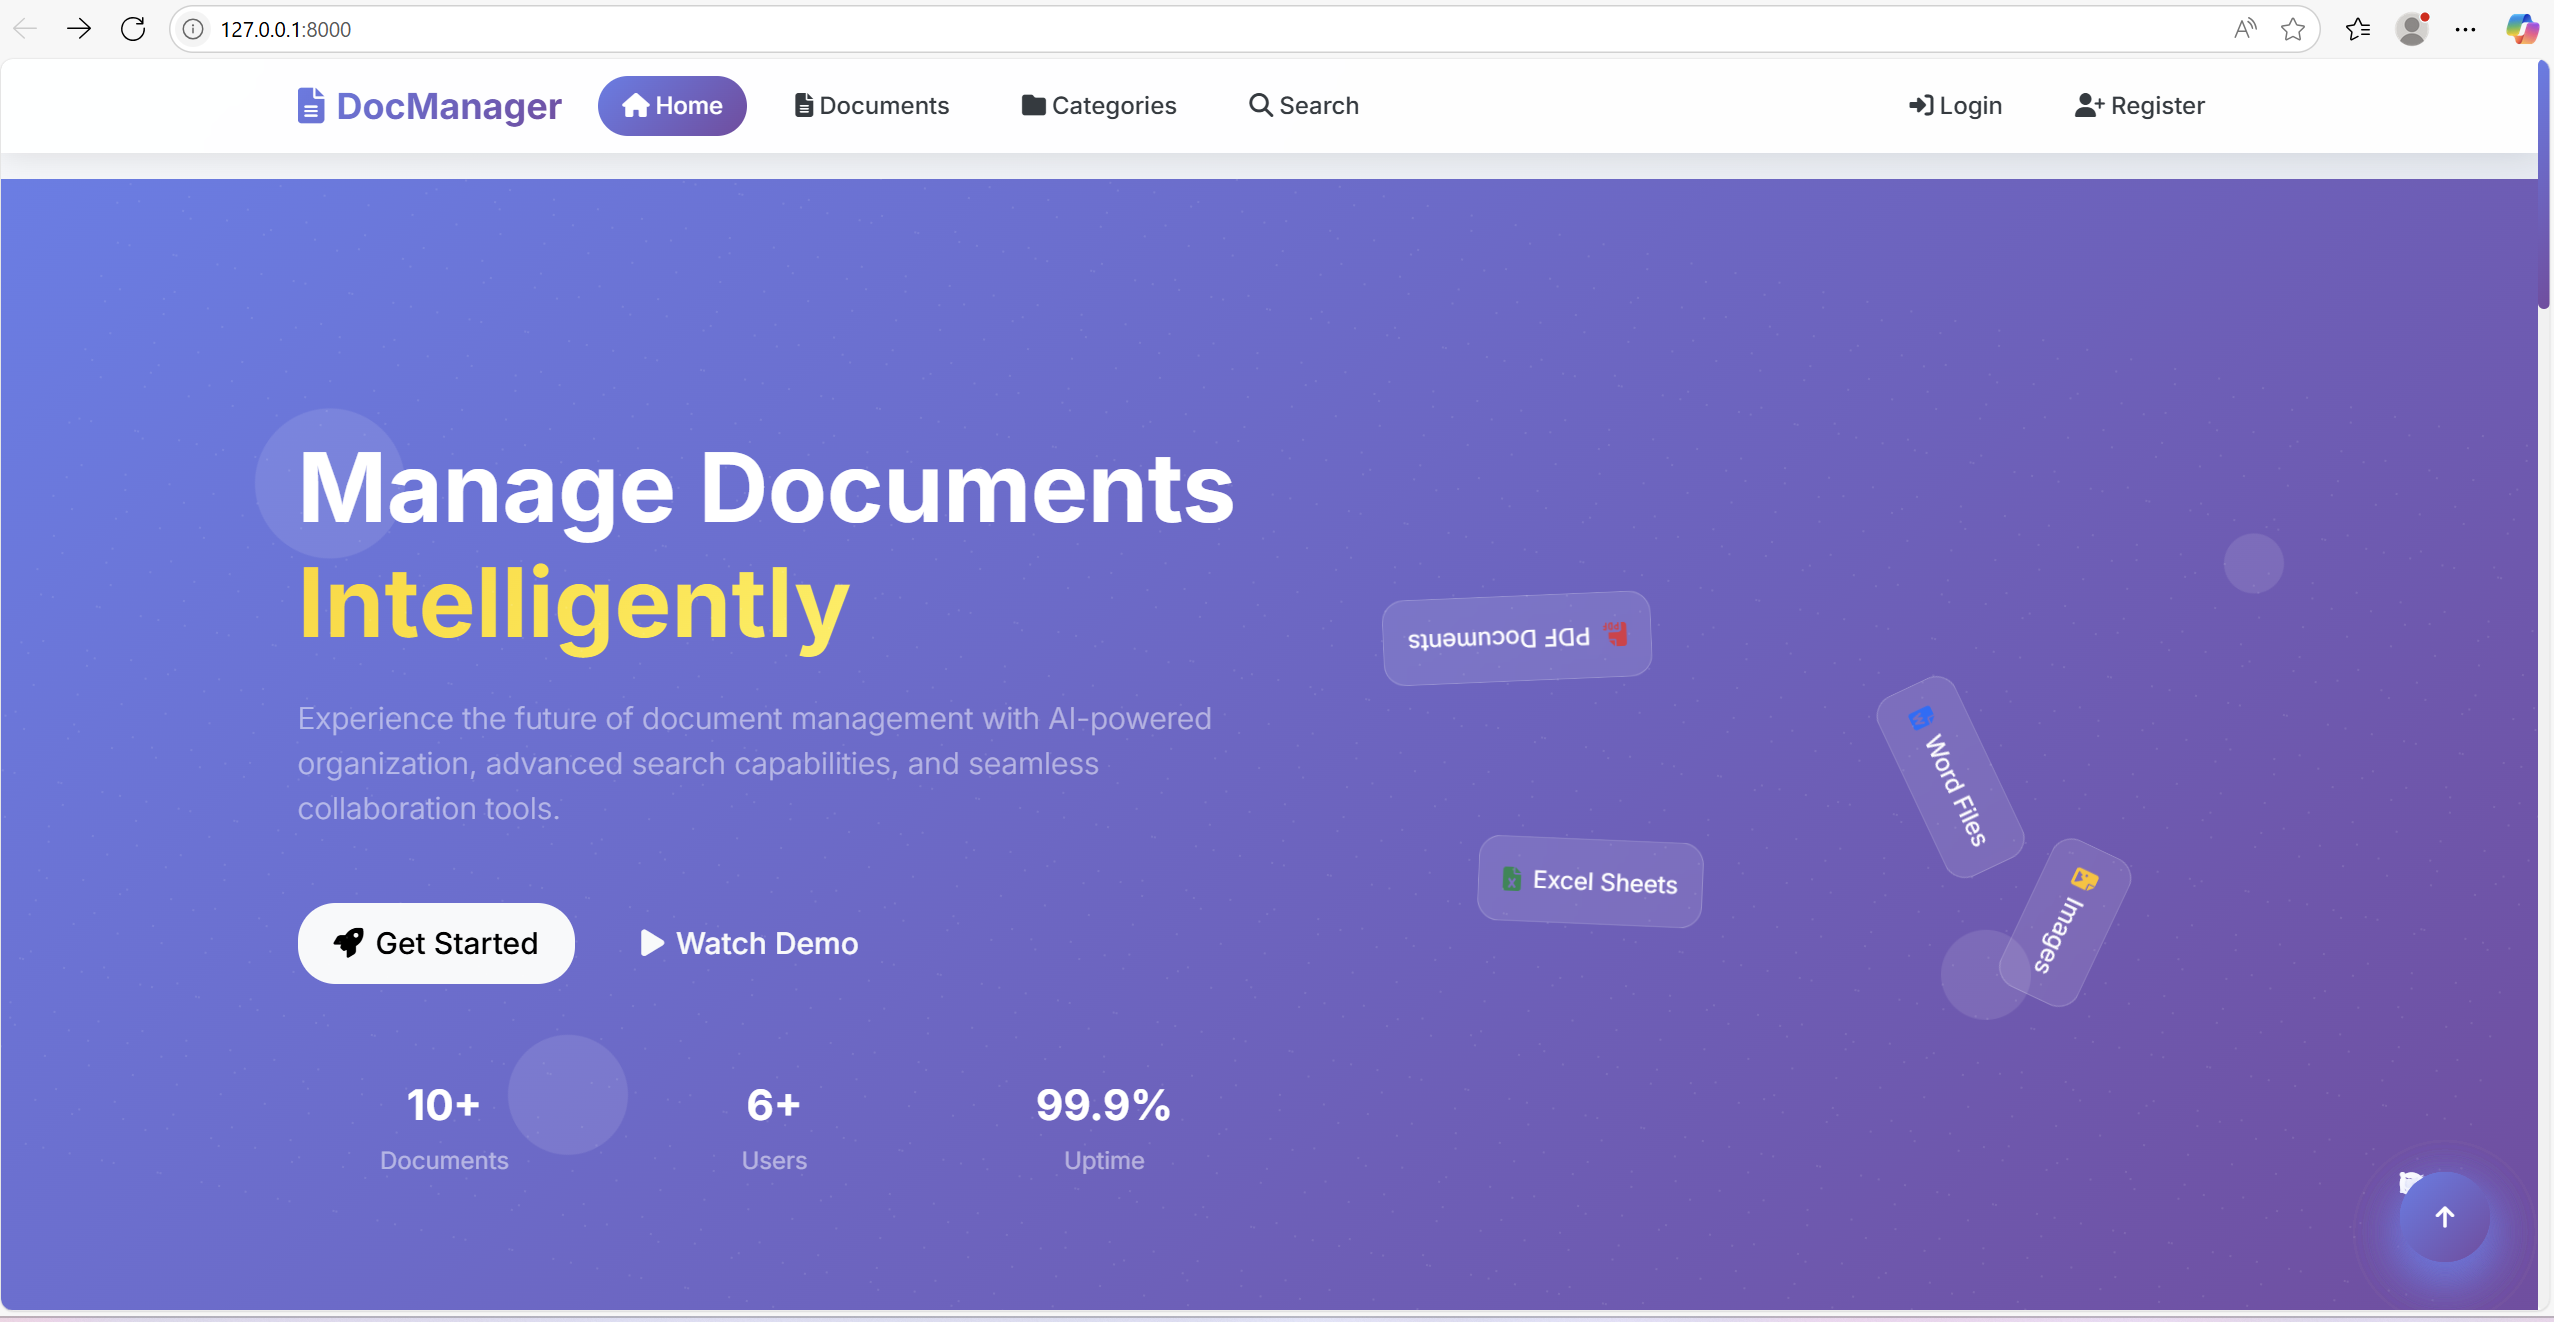 127.0.0.1:8000
DocManager
Home
Documents
Categories
Search
Login
Register
Manage Documents
Intelligently
Experience the future of document management with AI-powered
organization, advanced search capabilities, and seamless
collaboration tools.
Get Started
Watch Demo
10+
Documents
6+
Users
99.9%
Uptime
PDF Documents
Word Files
Excel Sheets
Images